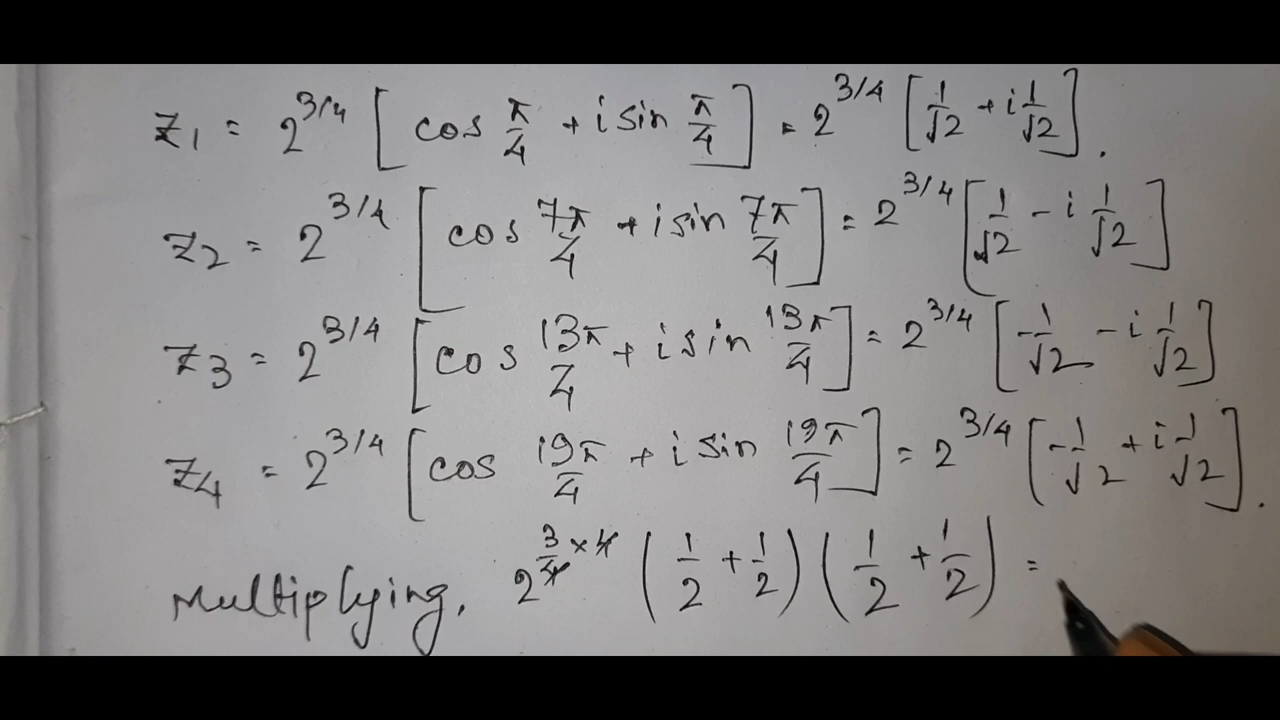 z₁ = 2^{3/4} [cos π/4 + i sin π/4] = 2^{3/4} [1/√2 + i 1/√2].
z₂ = 2^{3/4} [cos 7π/4 + i sin 7π/4] = 2^{3/4} [1/√2 - i 1/√2]
z₃ = 2^{3/4} [cos 13π/4 + i sin 13π/4] = 2^{3/4} [-1/√2 - i 1/√2]
z₄ = 2^{3/4} [cos 19π/4 + i sin 19π/4] = 2^{3/4} [-1/√2 + i 1/√2].
Multiplying, 2^{3/4 × 4} (1/2 + 1/2) (1/2 + 1/2) =